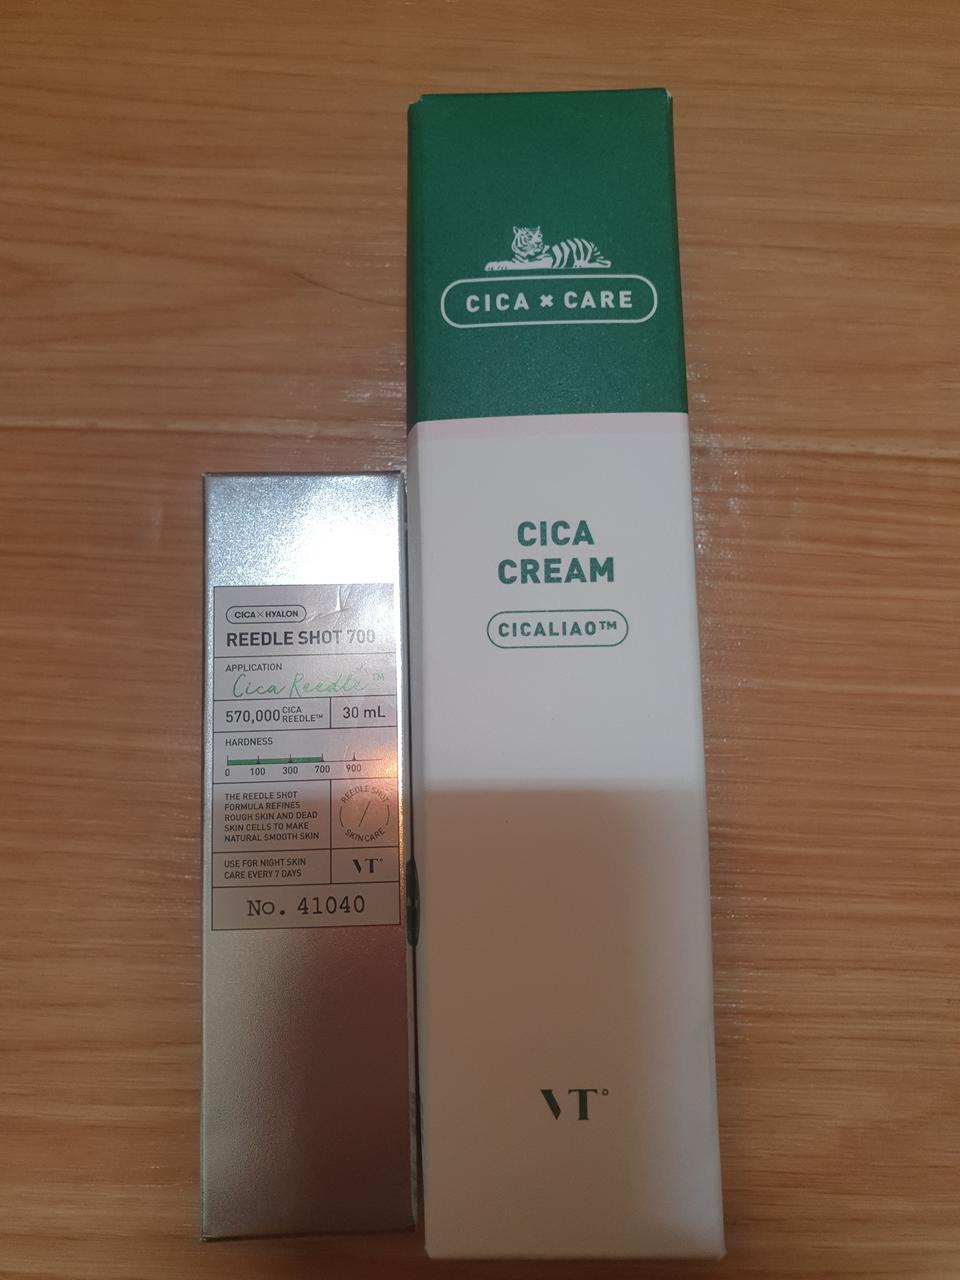 CICA × HYALON
REEDLE SHOT 700
APPLICATION
Cica Reedle™
570,000 CICA REEDLE™
30 mL
HARDNESS
0 100 300 700 900
THE REEDLE SHOT
FORMULA REFINES
ROUGH SKIN AND DEAD
SKIN CELLS TO MAKE
NATURAL SMOOTH SKIN
REEDLE SHOT
SKINCARE
USE FOR NIGHT SKIN
CARE EVERY 7 DAYS
VT°
No. 41040
CICA × CARE
CICA
CREAM
CICALIAO™
VT°